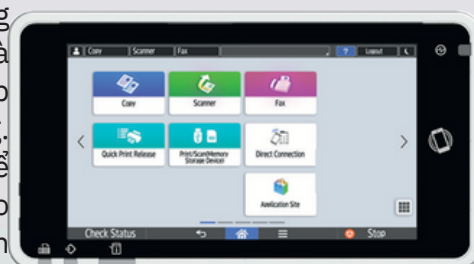 Copy Scanner Fax ? Logout
Copy Scanner Fax
Quick Print Release Print/Scan(Memory Storage Device) Direct Connection
Application Site
Check Status Stop